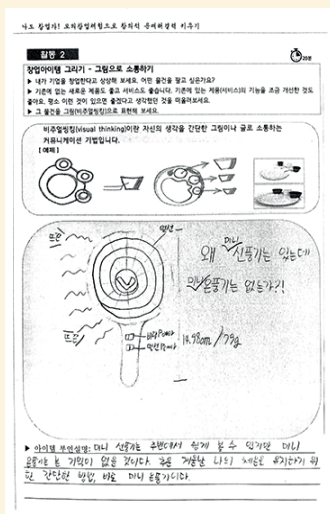 나도 창업가! 모의창업체험으로 창의적 문제해결력 키우기
활동 2
20분
창업아이템 그리기 - 그림으로 소통하기
▶ 내가 기업을 창업한다고 상상해 보세요. 어떤 물건을 팔고 싶은가요?
▶ 기존에 없는 새로운 제품도 좋고 서비스도 좋습니다. 기존에 있는 제품(서비스)의 기능을 조금 개선한 것도
좋아요. 평소 이런 것이 있으면 좋겠다고 생각했던 것을 떠올려보세요.
▶ 그 물건을 그림(비주얼씽킹)으로 표현해 보세요.
비주얼씽킹(visual thinking)이란 자신의 생각을 간단한 그림이나 글로 소통하는
커뮤니케이션 기법입니다.
[예제]
뜨끈
열선
왜 미니 선풍기는 있는데
미니 온풍기는 없는가?!
뜨끈
14.98cm / 79g
▶ 아이템 부연설명: 미니 선풍기는 주변에서 쉽게 볼 수 있지만 미니
온풍기는 본 기억이 없을 것이다. 추운 겨울날 나의 체온을 유지하기 위
한 간단한 방법, 바로 미니 온풍기다.